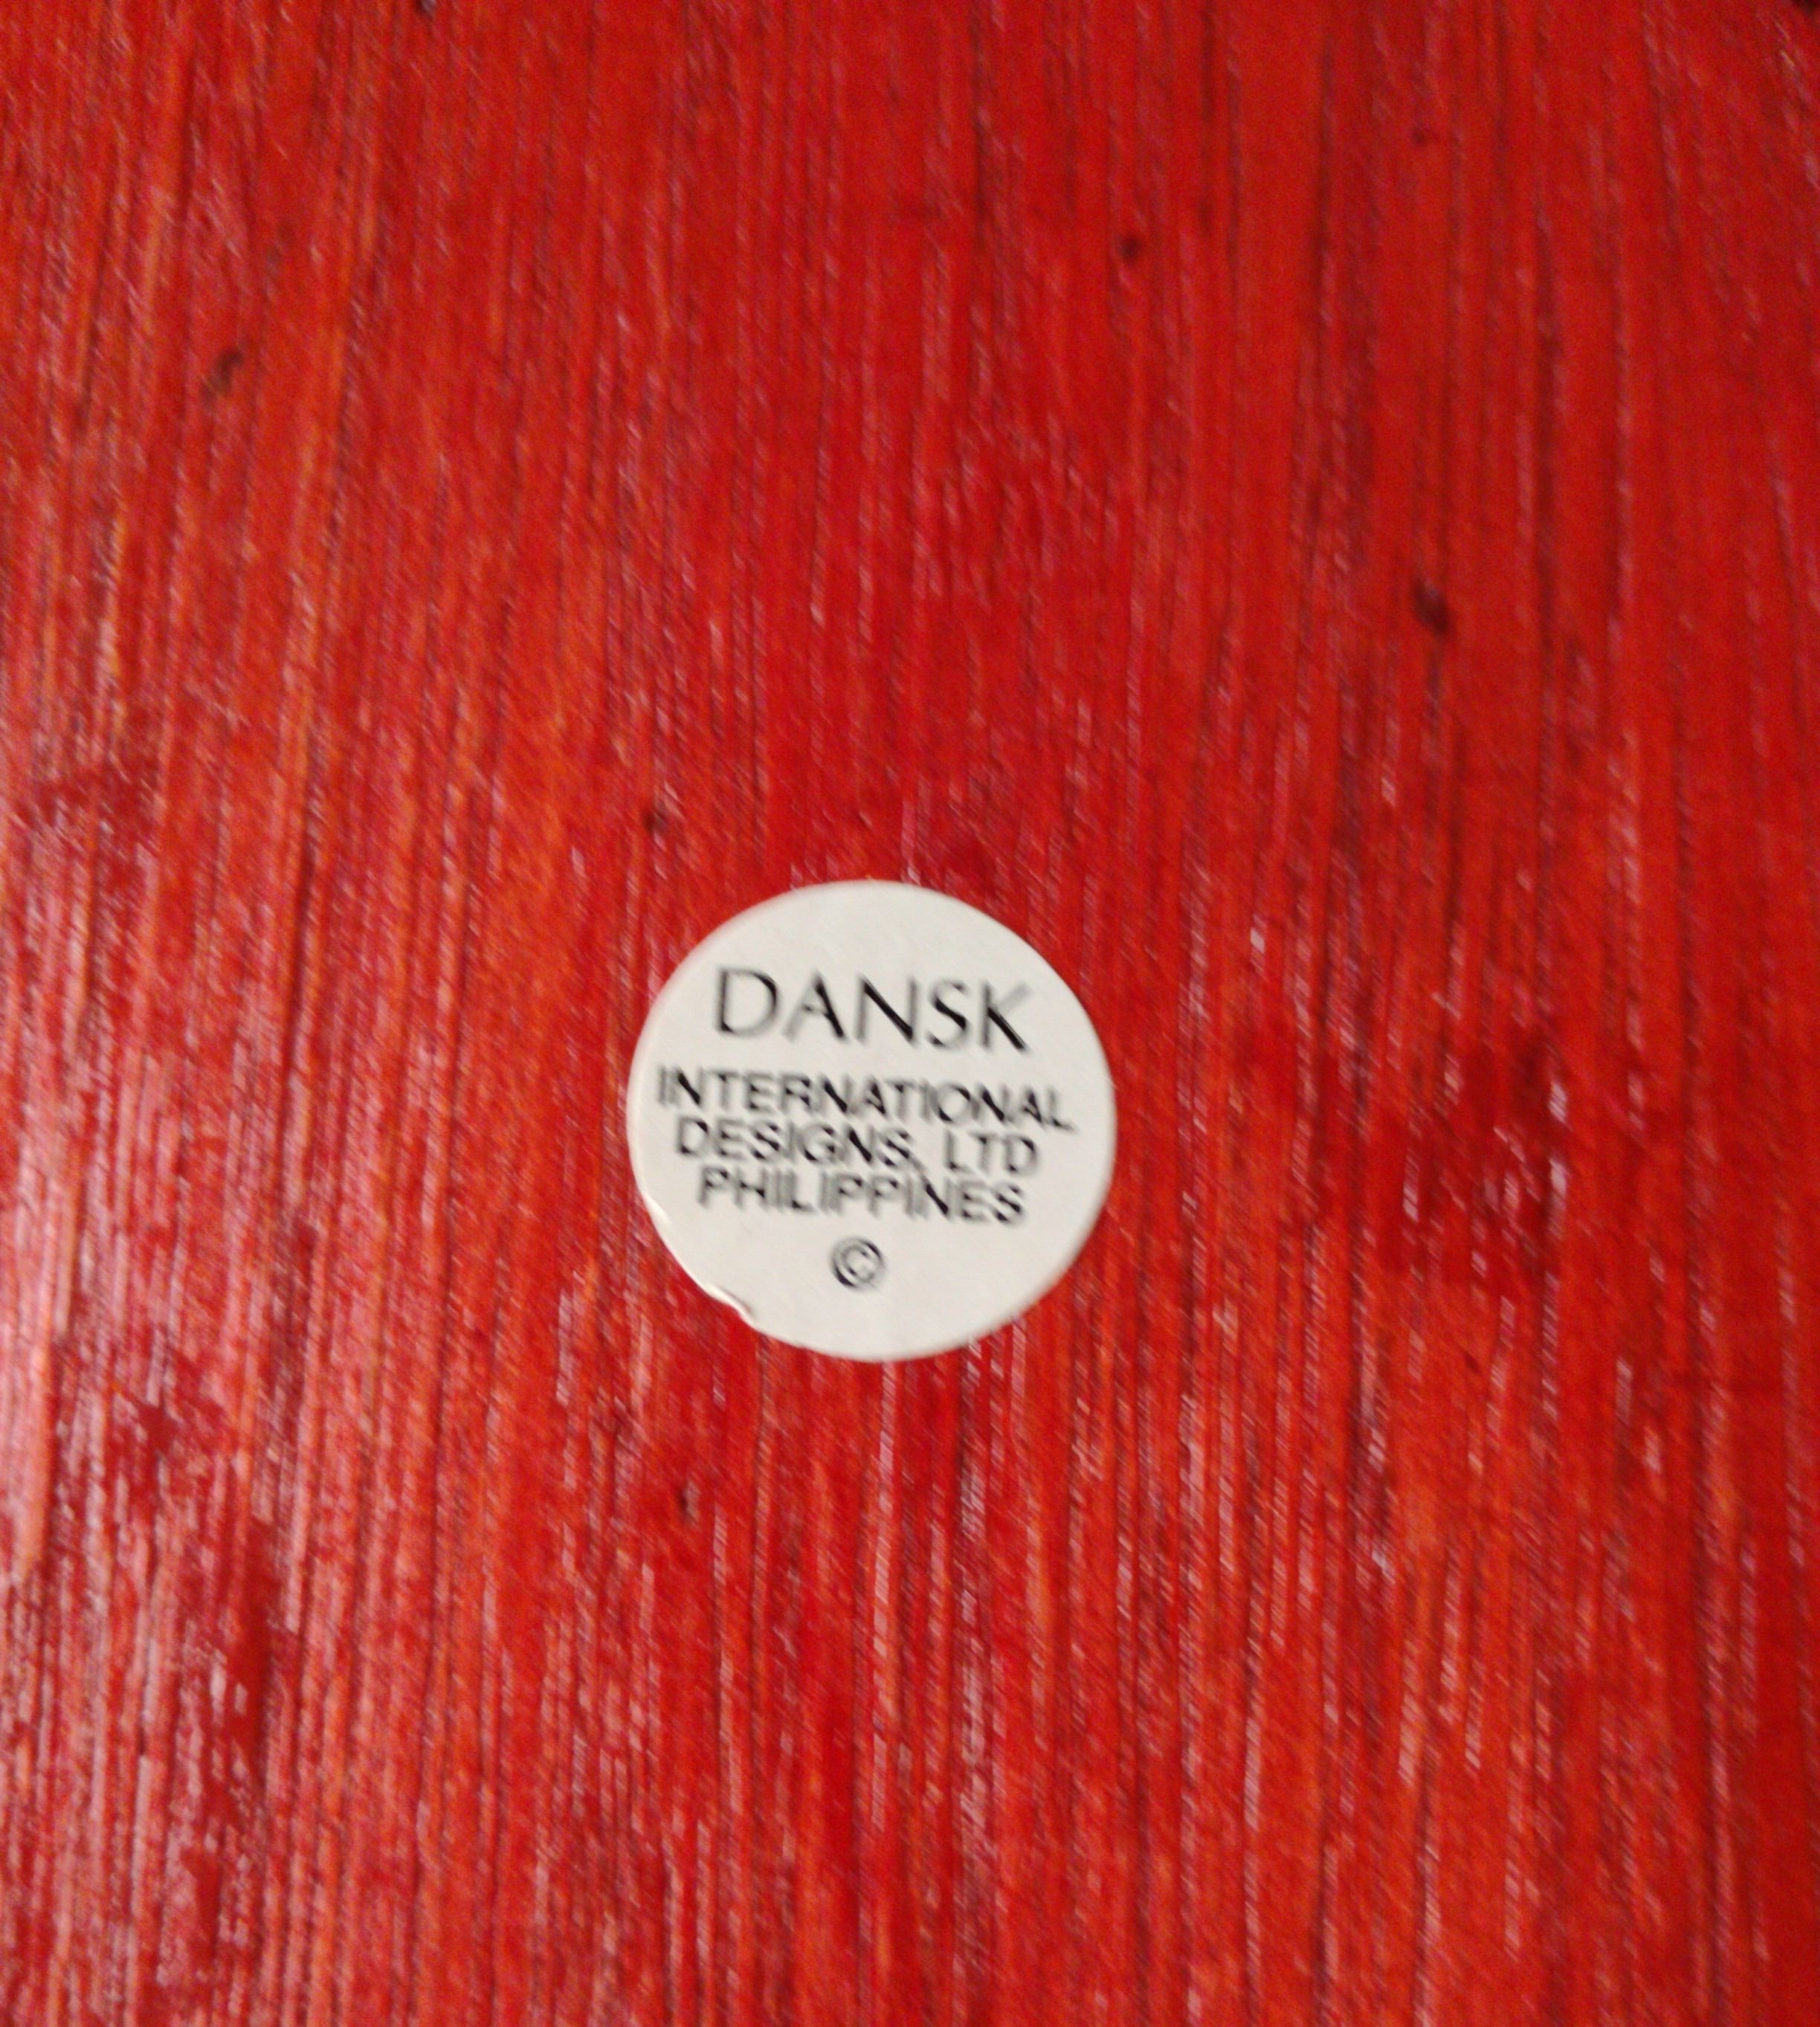 DANSK
INTERNATIONAL
DESIGNS, LTD
PHILIPPINES
©